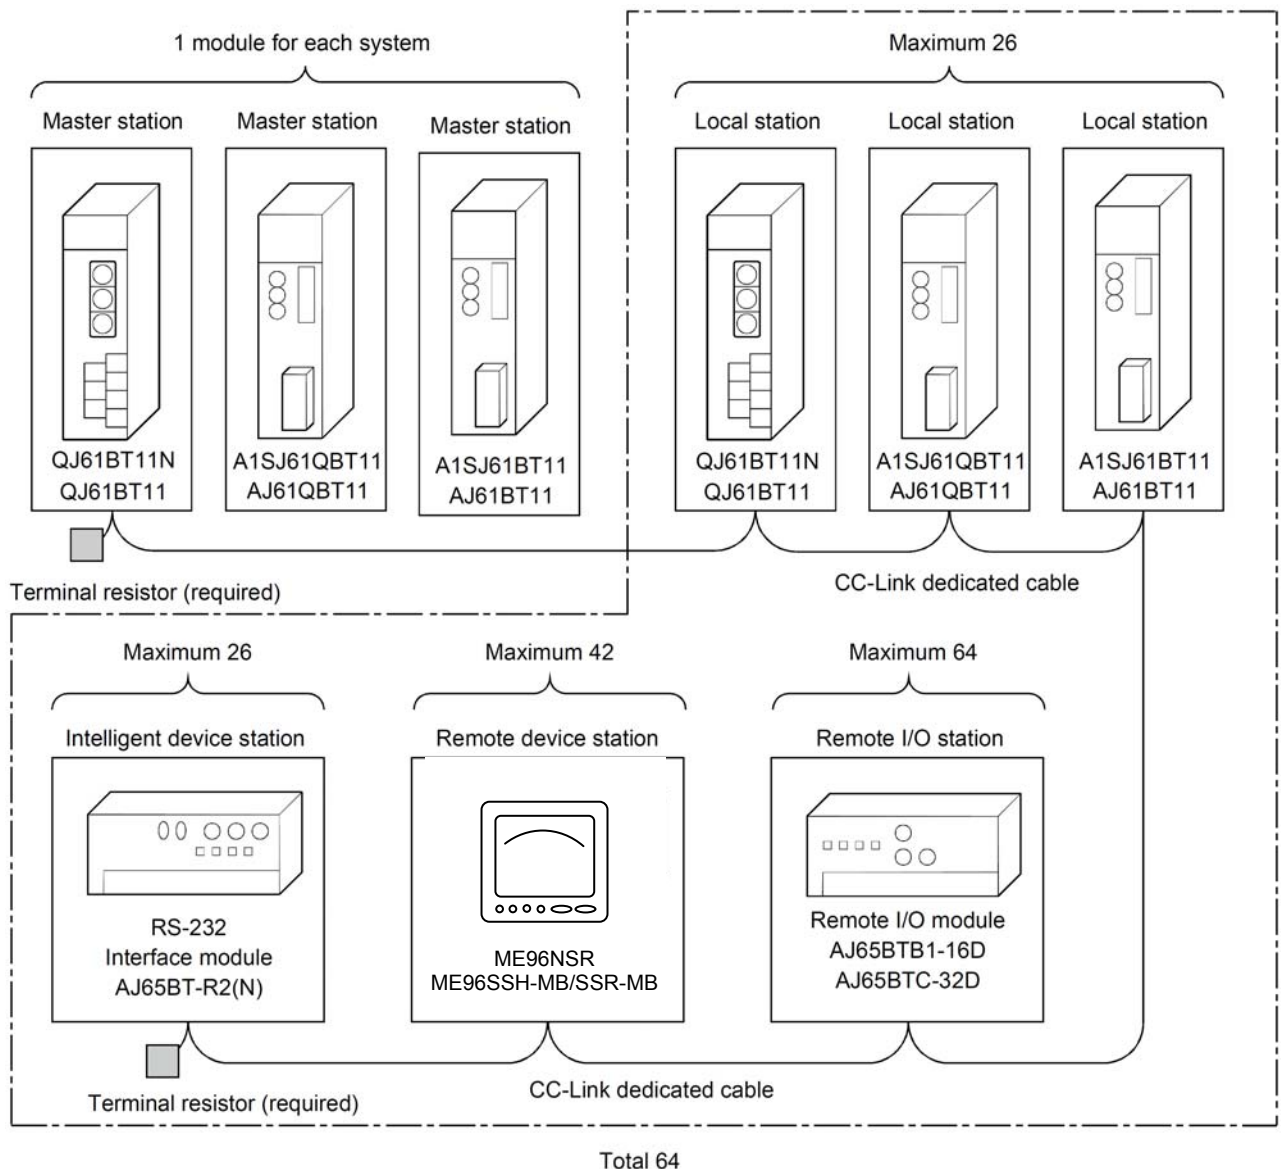 1 module for each system
Maximum 26
Master station
Master station
Master station
Local station
Local station
Local station
QJ61BT11N
QJ61BT11
A1SJ61QBT11
AJ61QBT11
A1SJ61BT11
AJ61BT11
QJ61BT11N
QJ61BT11
A1SJ61QBT11
AJ61QBT11
A1SJ61BT11
AJ61BT11
Terminal resistor (required)
CC-Link dedicated cable
Maximum 26
Maximum 42
Maximum 64
Intelligent device station
Remote device station
Remote I/O station
RS-232
Interface module
AJ65BT-R2(N)
ME96NSR
ME96SSH-MB/SSR-MB
Remote I/O module
AJ65BTB1-16D
AJ65BTC-32D
Terminal resistor (required)
CC-Link dedicated cable
Total 64